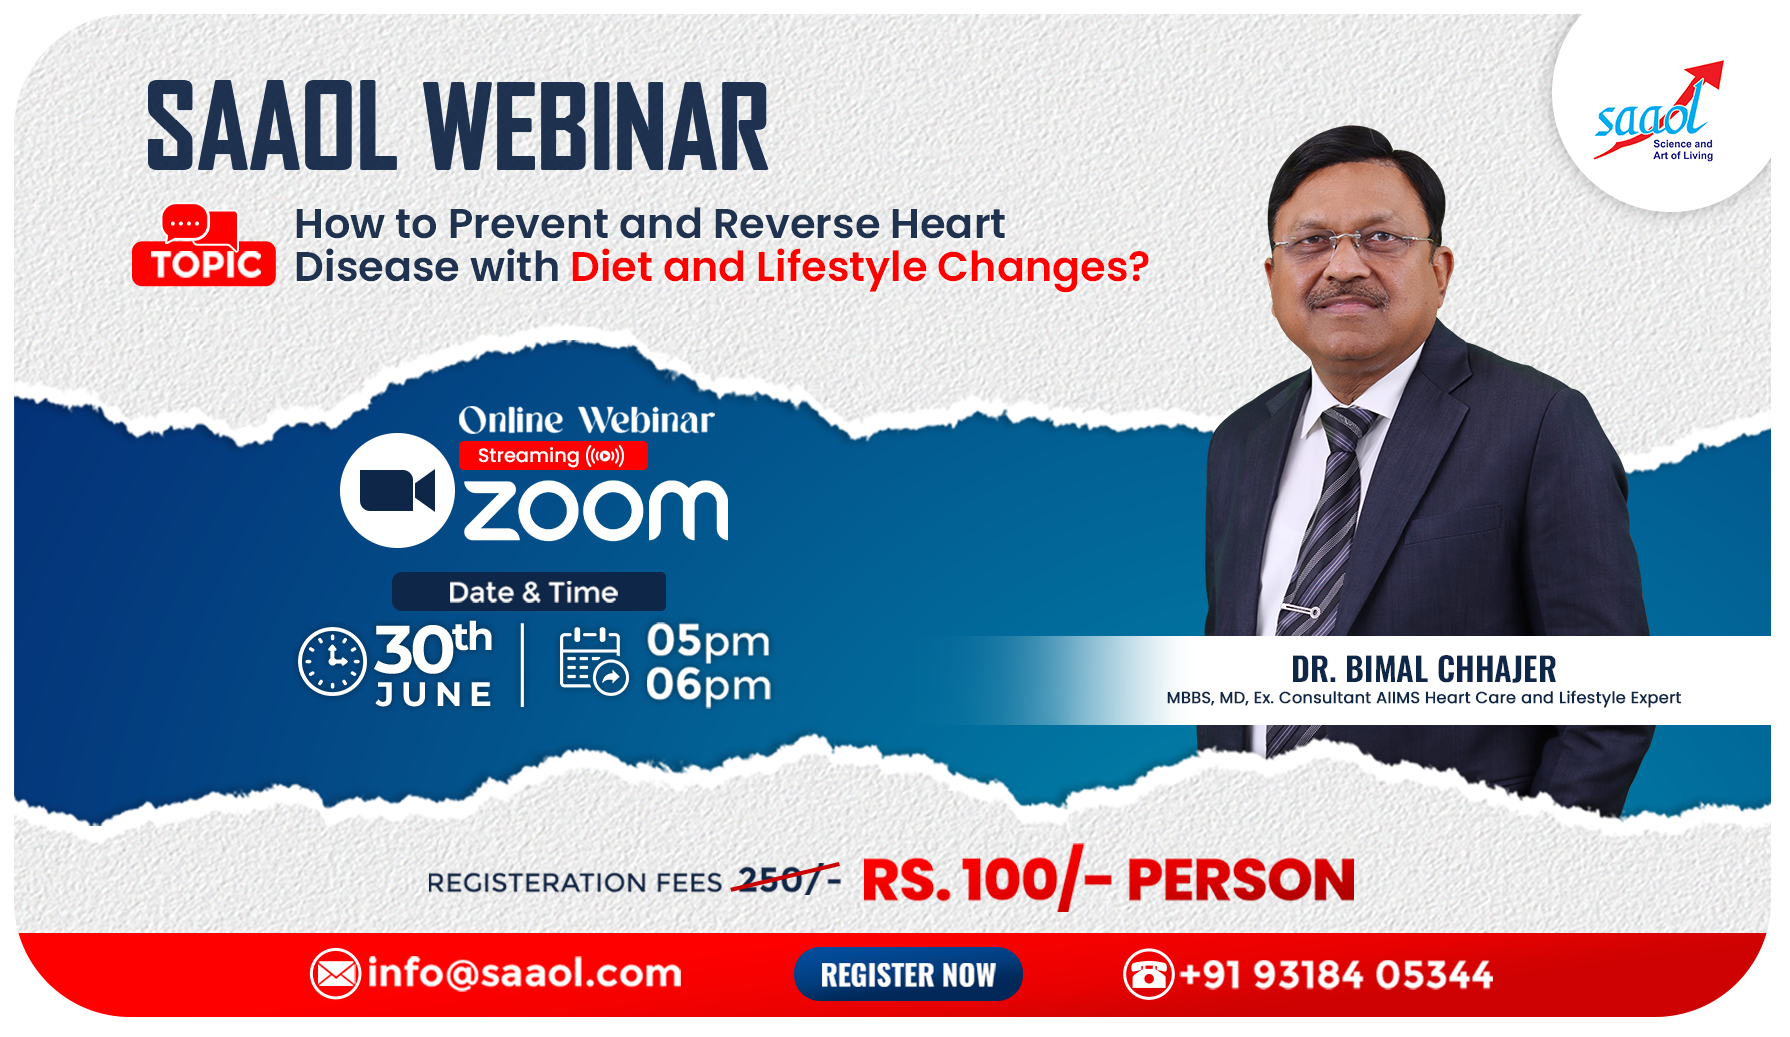 SAAOL WEBINAR
saaol
Science and
Art of Living
TOPIC
How to Prevent and Reverse Heart
Disease with Diet and Lifestyle Changes?
Online Webinar
Streaming
zoom
Date & Time
30th
JUNE
05pm
06pm
DR. BIMAL CHHAJER
MBBS, MD, Ex. Consultant AIIMS Heart Care and Lifestyle Expert
REGISTERATION FEES 250/- RS. 100/- PERSON
info@saaol.com
REGISTER NOW
+91 93184 05344